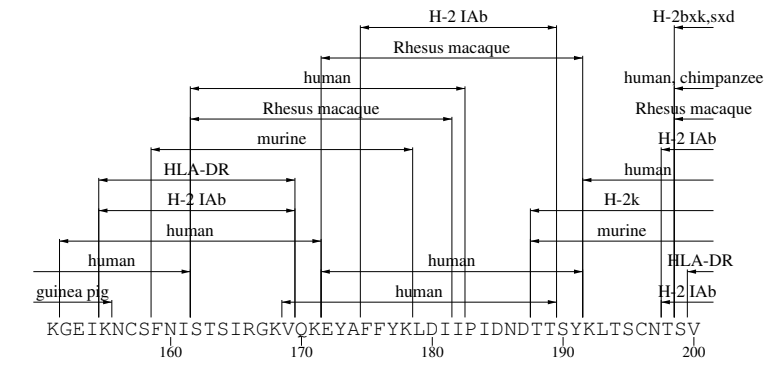 H-2 IAb H-2bxk,sxd
Rhesus macaque
human human, chimpanzee
Rhesus macaque Rhesus macaque
murine H-2 IAb
HLA-DR human
H-2 IAb H-2k
human murine
human human HLA-DR
guinea pig human H-2 IAb
KGEIKNCSFNISTSIRGKVQKEYAFFYKLDIIPIDNDTTSYKLTSCNTSV
160 170 180 190 200